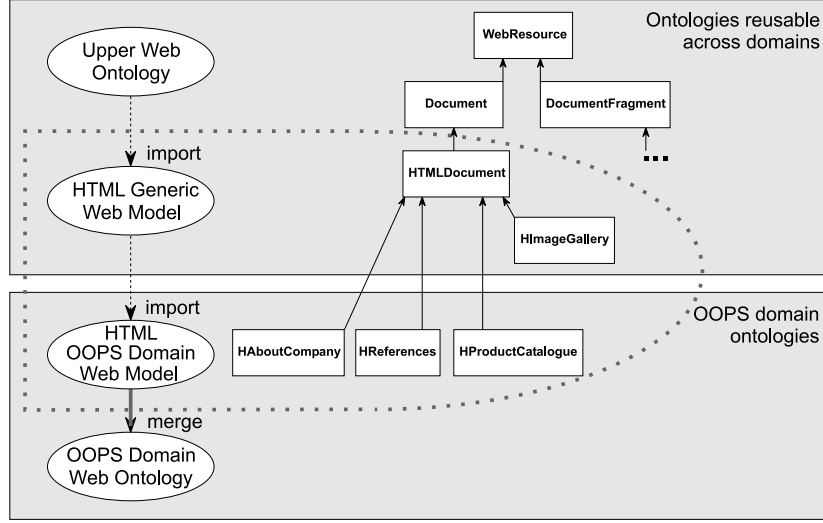 Ontologies reusable
across domains
Upper Web
Ontology
WebResource
Document
DocumentFragment
import
...
HTML Generic
Web Model
HTMLDocument
HImageGallery
import
OOPS domain
ontologies
HTML
OOPS Domain
Web Model
HAboutCompany
HReferences
HProductCatalogue
merge
OOPS Domain
Web Ontology